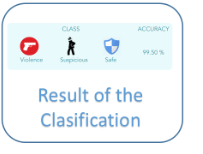 CLASS ACCURACY
Violence Suspicious Safe 99.50 %
Result of the
Clasification